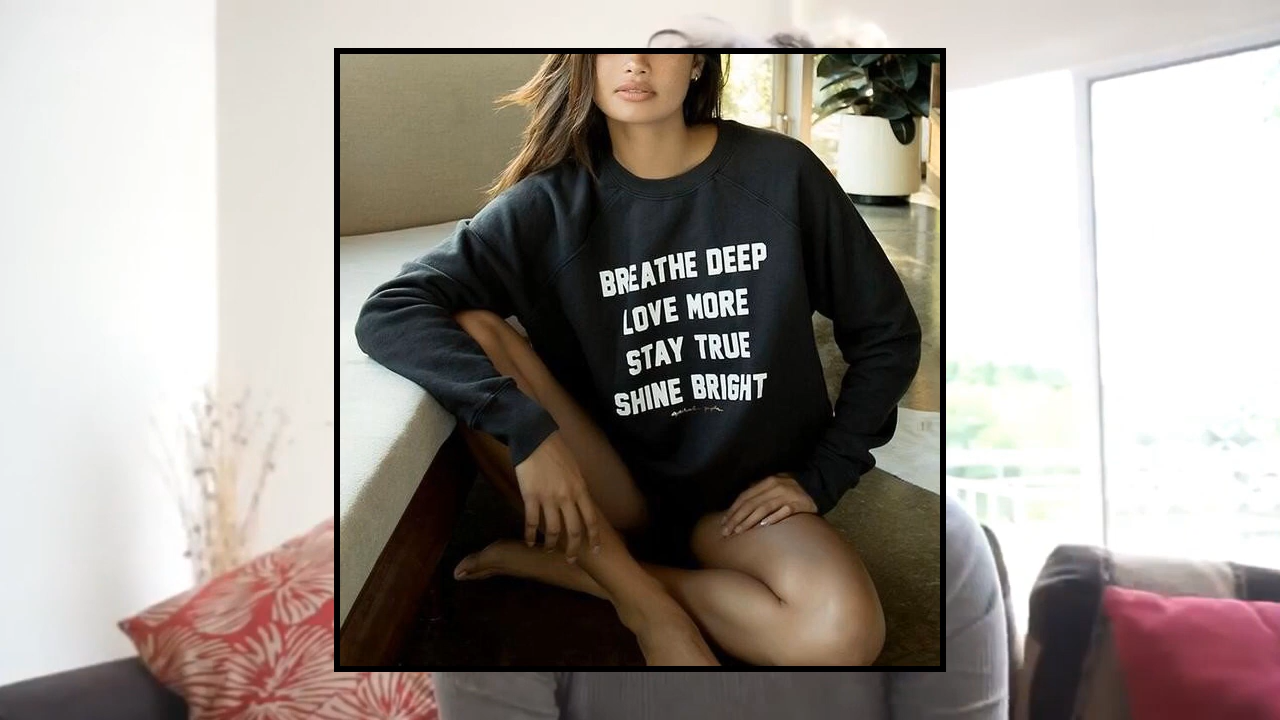 BREATHE DEEP
LOVE MORE
STAY TRUE
SHINE BRIGHT